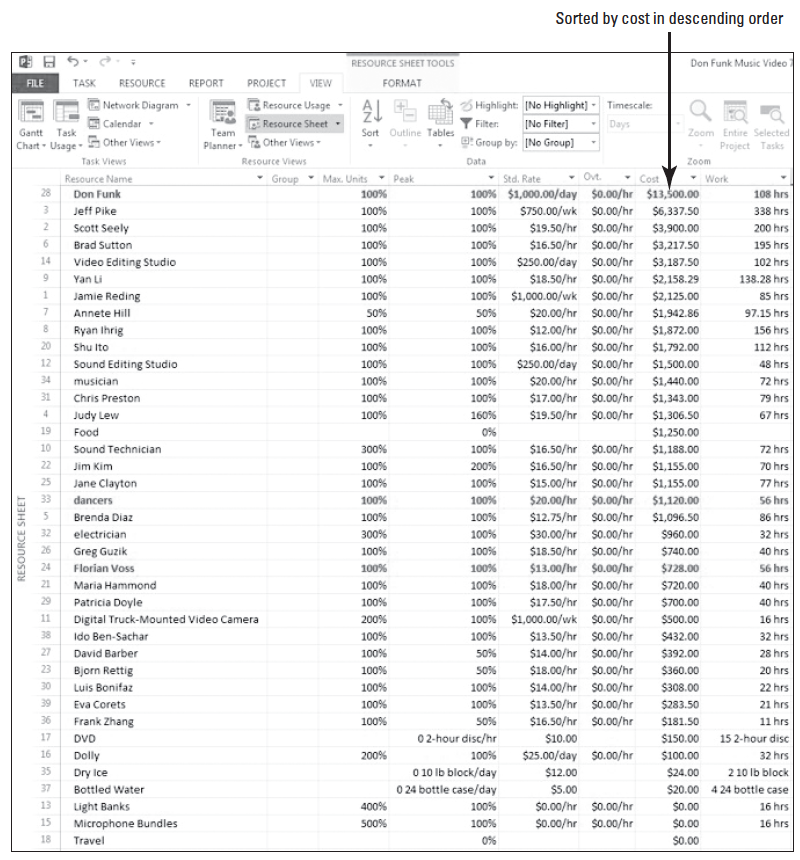 Sorted by cost in descending order
RESOURCE SHEET TOOLS
Don Funk Music Video
FILE TASK RESOURCE REPORT PROJECT VIEW FORMAT
Network Diagram Resource Usage Highlight: [No Highlight] Timescale:
Calendar Resource Sheet Filter: [No Filter] Days
Other Views Other Views Group by: [No Group]
Gantt Chart Task Usage Team Planner Sort Outline Tables Zoom Entire Project Selected Tasks
Task Views Resource Views Data Zoom
Resource Name Group Max. Units Peak Std. Rate Ovt. Cost Work
28 Don Funk 100% 100% $1,000.00/day $0.00/hr $13,500.00 108 hrs
3 Jeff Pike 100% 100% $750.00/wk $0.00/hr $6,337.50 338 hrs
2 Scott Seely 100% 100% $19.50/hr $0.00/hr $3,900.00 200 hrs
6 Brad Sutton 100% 100% $16.50/hr $0.00/hr $3,217.50 195 hrs
14 Video Editing Studio 100% 100% $250.00/day $0.00/hr $3,187.50 102 hrs
9 Yan Li 100% 100% $18.50/hr $0.00/hr $2,158.29 138.28 hrs
1 Jamie Reding 100% 100% $1,000.00/wk $0.00/hr $2,125.00 85 hrs
7 Annete Hill 50% 50% $20.00/hr $0.00/hr $1,942.86 97.15 hrs
8 Ryan Ihrig 100% 100% $12.00/hr $0.00/hr $1,872.00 156 hrs
20 Shu Ito 100% 100% $16.00/hr $0.00/hr $1,792.00 112 hrs
12 Sound Editing Studio 100% 100% $250.00/day $0.00/hr $1,500.00 48 hrs
34 musician 100% 100% $20.00/hr $0.00/hr $1,440.00 72 hrs
31 Chris Preston 100% 100% $17.00/hr $0.00/hr $1,343.00 79 hrs
4 Judy Lew 100% 160% $19.50/hr $0.00/hr $1,306.50 67 hrs
19 Food 0% $1,250.00
10 Sound Technician 300% 100% $16.50/hr $0.00/hr $1,188.00 72 hrs
22 Jim Kim 100% 200% $16.50/hr $0.00/hr $1,155.00 70 hrs
25 Jane Clayton 100% 100% $15.00/hr $0.00/hr $1,155.00 77 hrs
33 dancers 100% 100% $20.00/hr $0.00/hr $1,120.00 56 hrs
5 Brenda Diaz 100% 100% $12.75/hr $0.00/hr $1,096.50 86 hrs
32 electrician 300% 100% $30.00/hr $0.00/hr $960.00 32 hrs
26 Greg Guzik 100% 100% $18.50/hr $0.00/hr $740.00 40 hrs
24 Florian Voss 100% 100% $13.00/hr $0.00/hr $728.00 56 hrs
21 Maria Hammond 100% 100% $18.00/hr $0.00/hr $720.00 40 hrs
29 Patricia Doyle 100% 100% $17.50/hr $0.00/hr $700.00 40 hrs
11 Digital Truck-Mounted Video Camera 200% 100% $1,000.00/wk $0.00/hr $500.00 16 hrs
38 Ido Ben-Sachar 100% 100% $13.50/hr $0.00/hr $432.00 32 hrs
27 David Barber 100% 50% $14.00/hr $0.00/hr $392.00 28 hrs
23 Bjorn Rettig 100% 50% $18.00/hr $0.00/hr $360.00 20 hrs
30 Luis Bonifaz 100% 100% $14.00/hr $0.00/hr $308.00 22 hrs
39 Eva Corets 100% 100% $13.50/hr $0.00/hr $283.50 21 hrs
36 Frank Zhang 100% 50% $16.50/hr $0.00/hr $181.50 11 hrs
17 DVD 0 2-hour disc/hr $10.00 $150.00 15 2-hour disc
16 Dolly 200% 100% $25.00/day $0.00/hr $100.00 32 hrs
35 Dry Ice 0 10 lb block/day $12.00 $24.00 2 10 lb block
37 Bottled Water 0 24 bottle case/day $5.00 $20.00 4 24 bottle case
13 Light Banks 400% 100% $0.00/hr $0.00/hr $0.00 16 hrs
15 Microphone Bundles 500% 100% $0.00/hr $0.00/hr $0.00 16 hrs
18 Travel 0% $0.00
RESOURCE SHEET